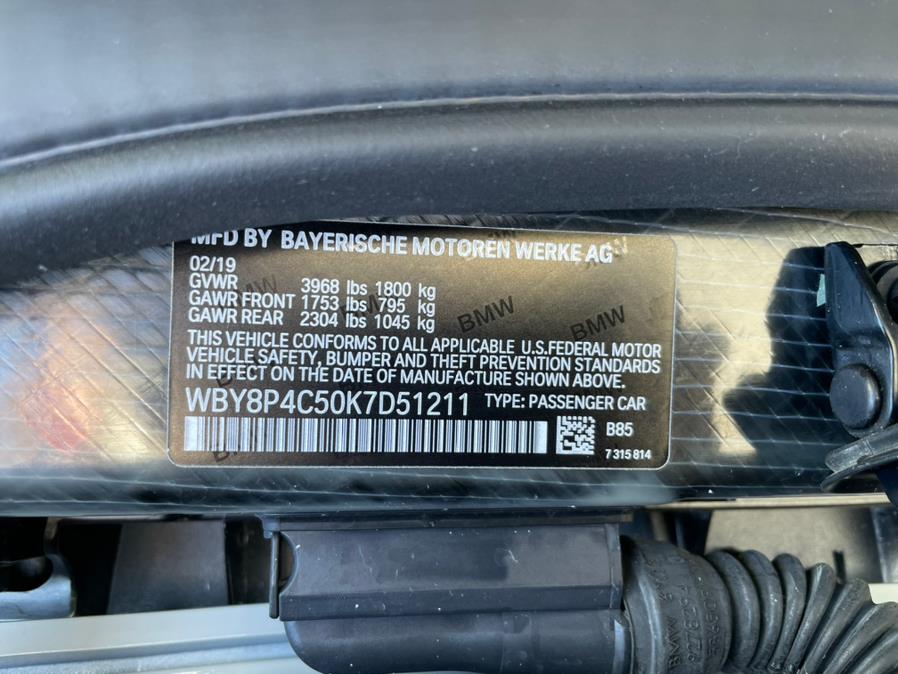 MFD BY BAYERISCHE MOTOREN WERKE AG
02/19
GVWR 3968 lbs 1800 kg
GAWR FRONT 1753 lbs 795 kg
GAWR REAR 2304 lbs 1045 kg
BMW BMW
THIS VEHICLE CONFORMS TO ALL APPLICABLE U.S.FEDERAL MOTOR
VEHICLE SAFETY, BUMPER AND THEFT PREVENTION STANDARDS
IN EFFECT ON THE DATE OF MANUFACTURE SHOWN ABOVE.
WBY8P4C50K7D51211 TYPE: PASSENGER CAR
B85
7 315 814
BMW